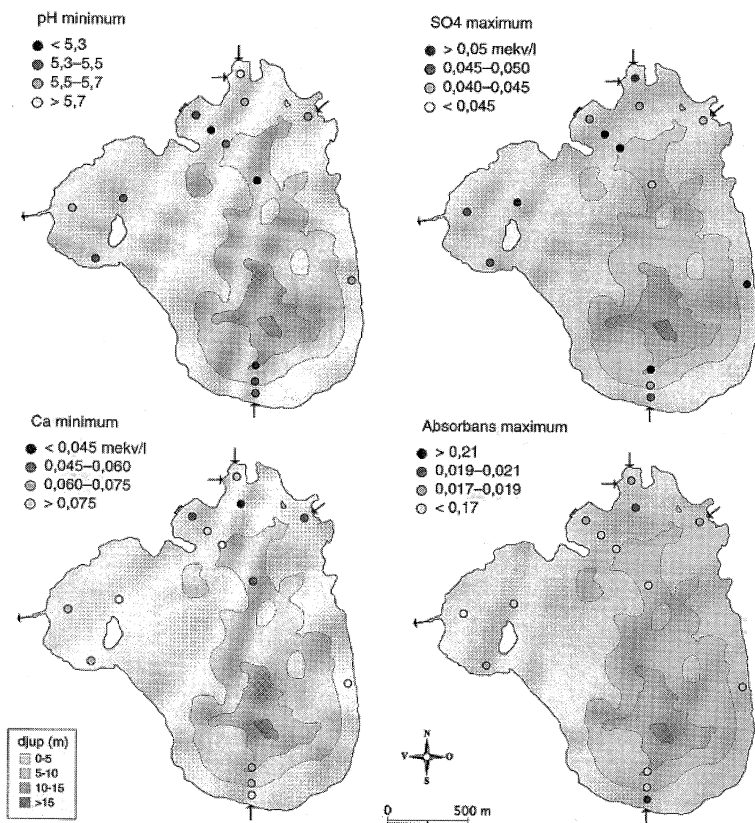 pH minimum
< 5,3
5,3–5,5
5,5–5,7
> 5,7
SO4 maximum
> 0,05 mekv/l
0,045–0,050
0,040–0,045
< 0,045
Ca minimum
< 0,045 mekv/l
0,045–0,060
0,060–0,075
> 0,075
Absorbans maximum
> 0,21
0,019–0,021
0,017–0,019
< 0,17
djup (m)
0-5
5-10
10-15
>15
N
V O
S
0 500 m